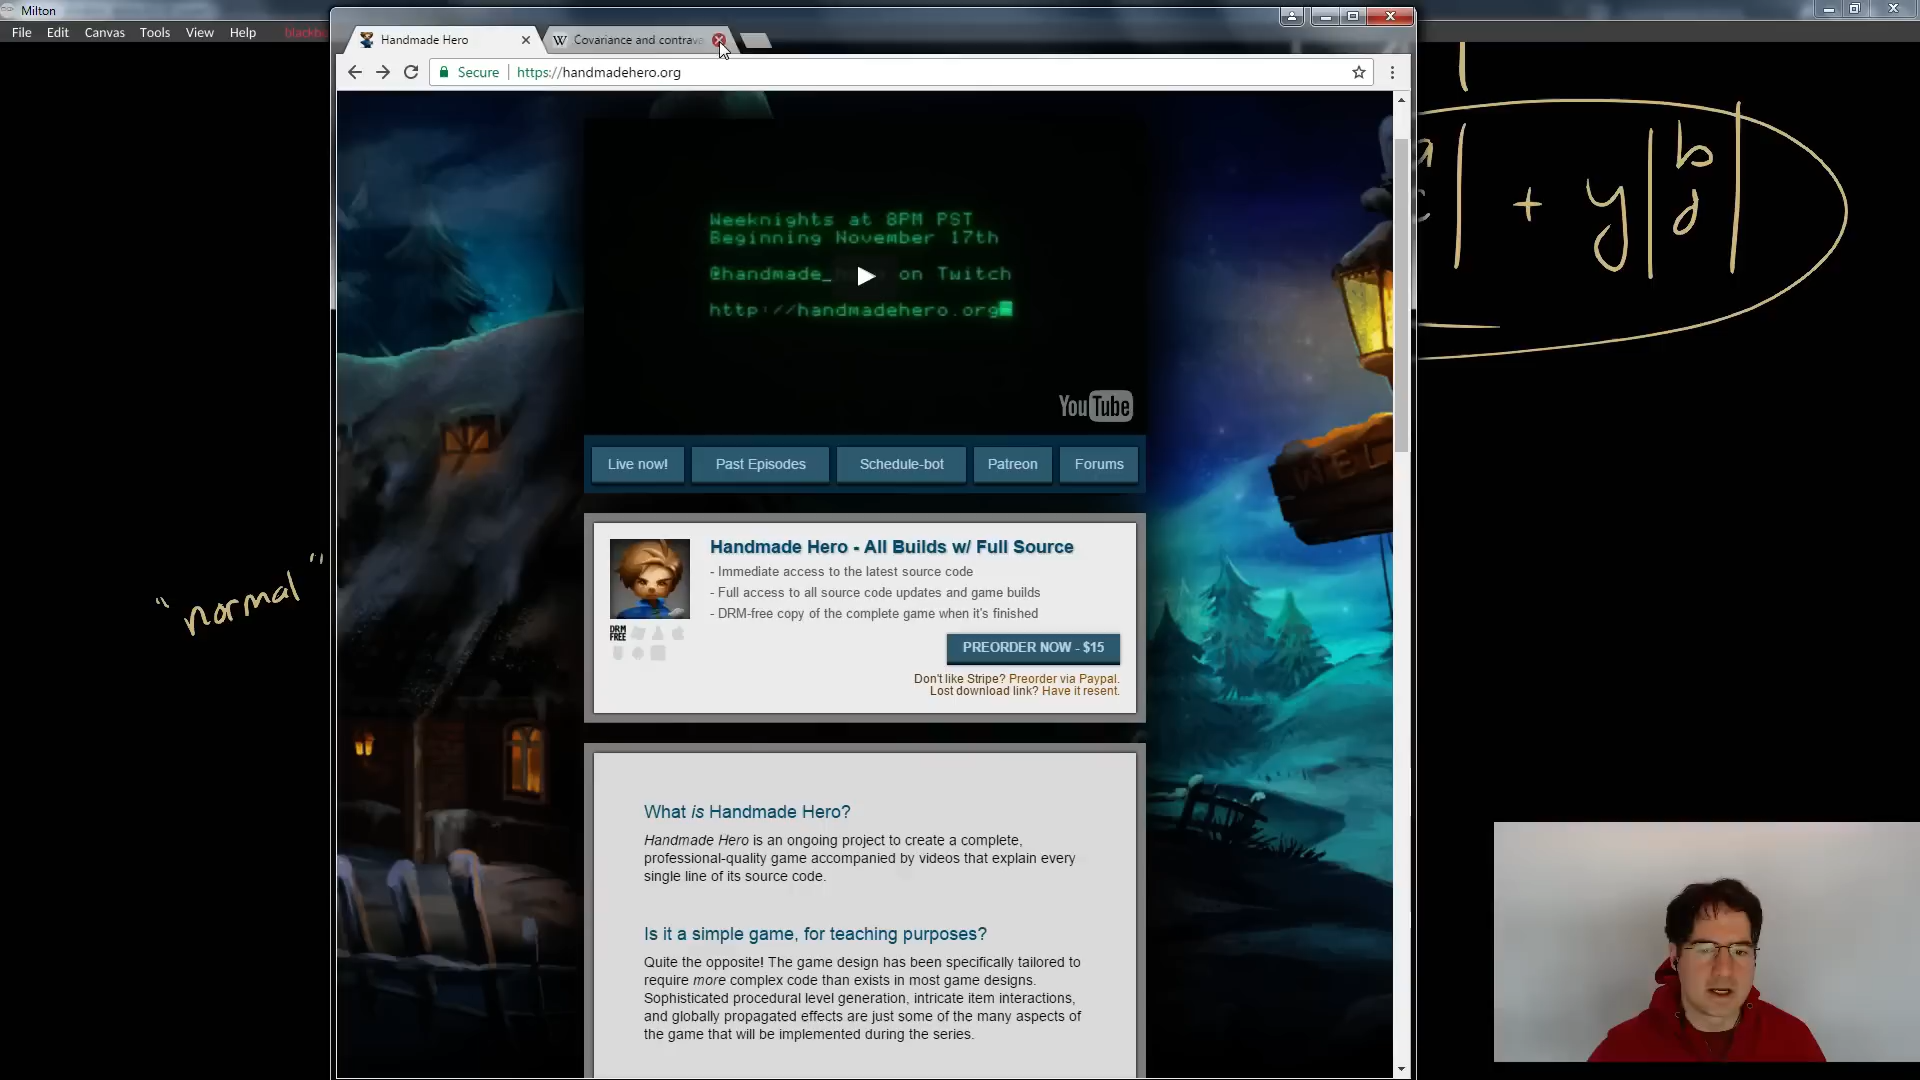 Milton
File Edit Canvas Tools View Help
Handmade Hero
W Covariance and contrava
Secure https://handmadehero.org
Weeknights at 8PM PST
Beginning November 17th
@handmade_ on Twitch
http://handmadehero.org
YouTube
Live now! Past Episodes Schedule-bot Patreon Forums
Handmade Hero - All Builds w/ Full Source
- Immediate access to the latest source code
- Full access to all source code updates and game builds
- DRM-free copy of the complete game when it's finished
DRM
FREE
PREORDER NOW - $15
Don't like Stripe? Preorder via Paypal.
Lost download link? Have it resent.
What is Handmade Hero?
Handmade Hero is an ongoing project to create a complete,
professional-quality game accompanied by videos that explain every
single line of its source code.
Is it a simple game, for teaching purposes?
Quite the opposite! The game design has been specifically tailored to
require more complex code than exists in most game designs.
Sophisticated procedural level generation, intricate item interactions,
and globally propagated effects are just some of the many aspects of
the game that will be implemented during the series.
"normal"
+ y | b |
d
WEL